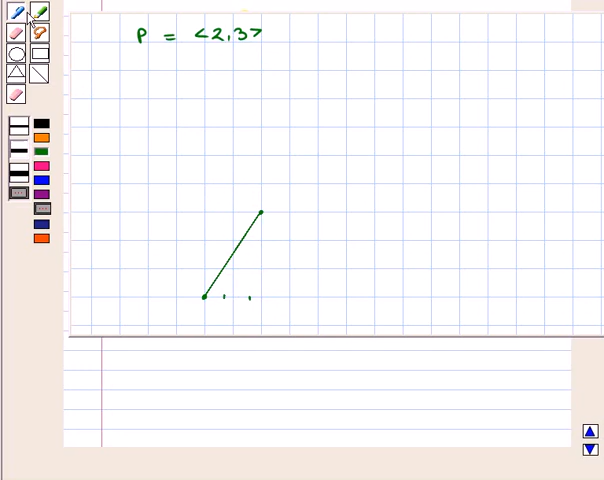 P = <2,3>